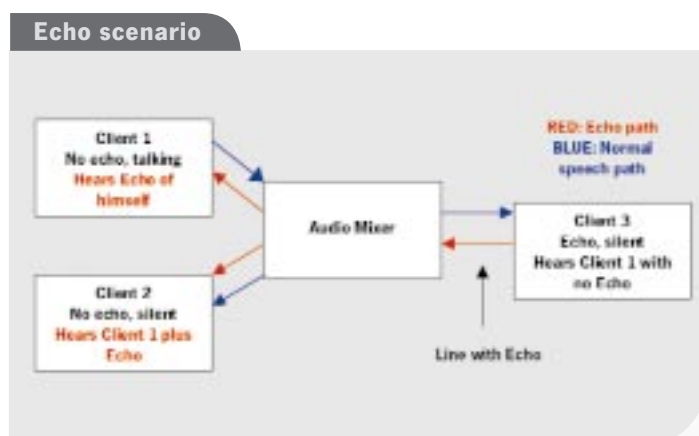 Echo scenario
Client 1
No echo, talking
Hears Echo of
himself
RED: Echo path
BLUE: Normal
speech path
Audio Mixer
Client 3
Echo, silent
Hears Client 1 with
no Echo
Client 2
No echo, silent
Hears Client 1 plus
Echo
Line with Echo